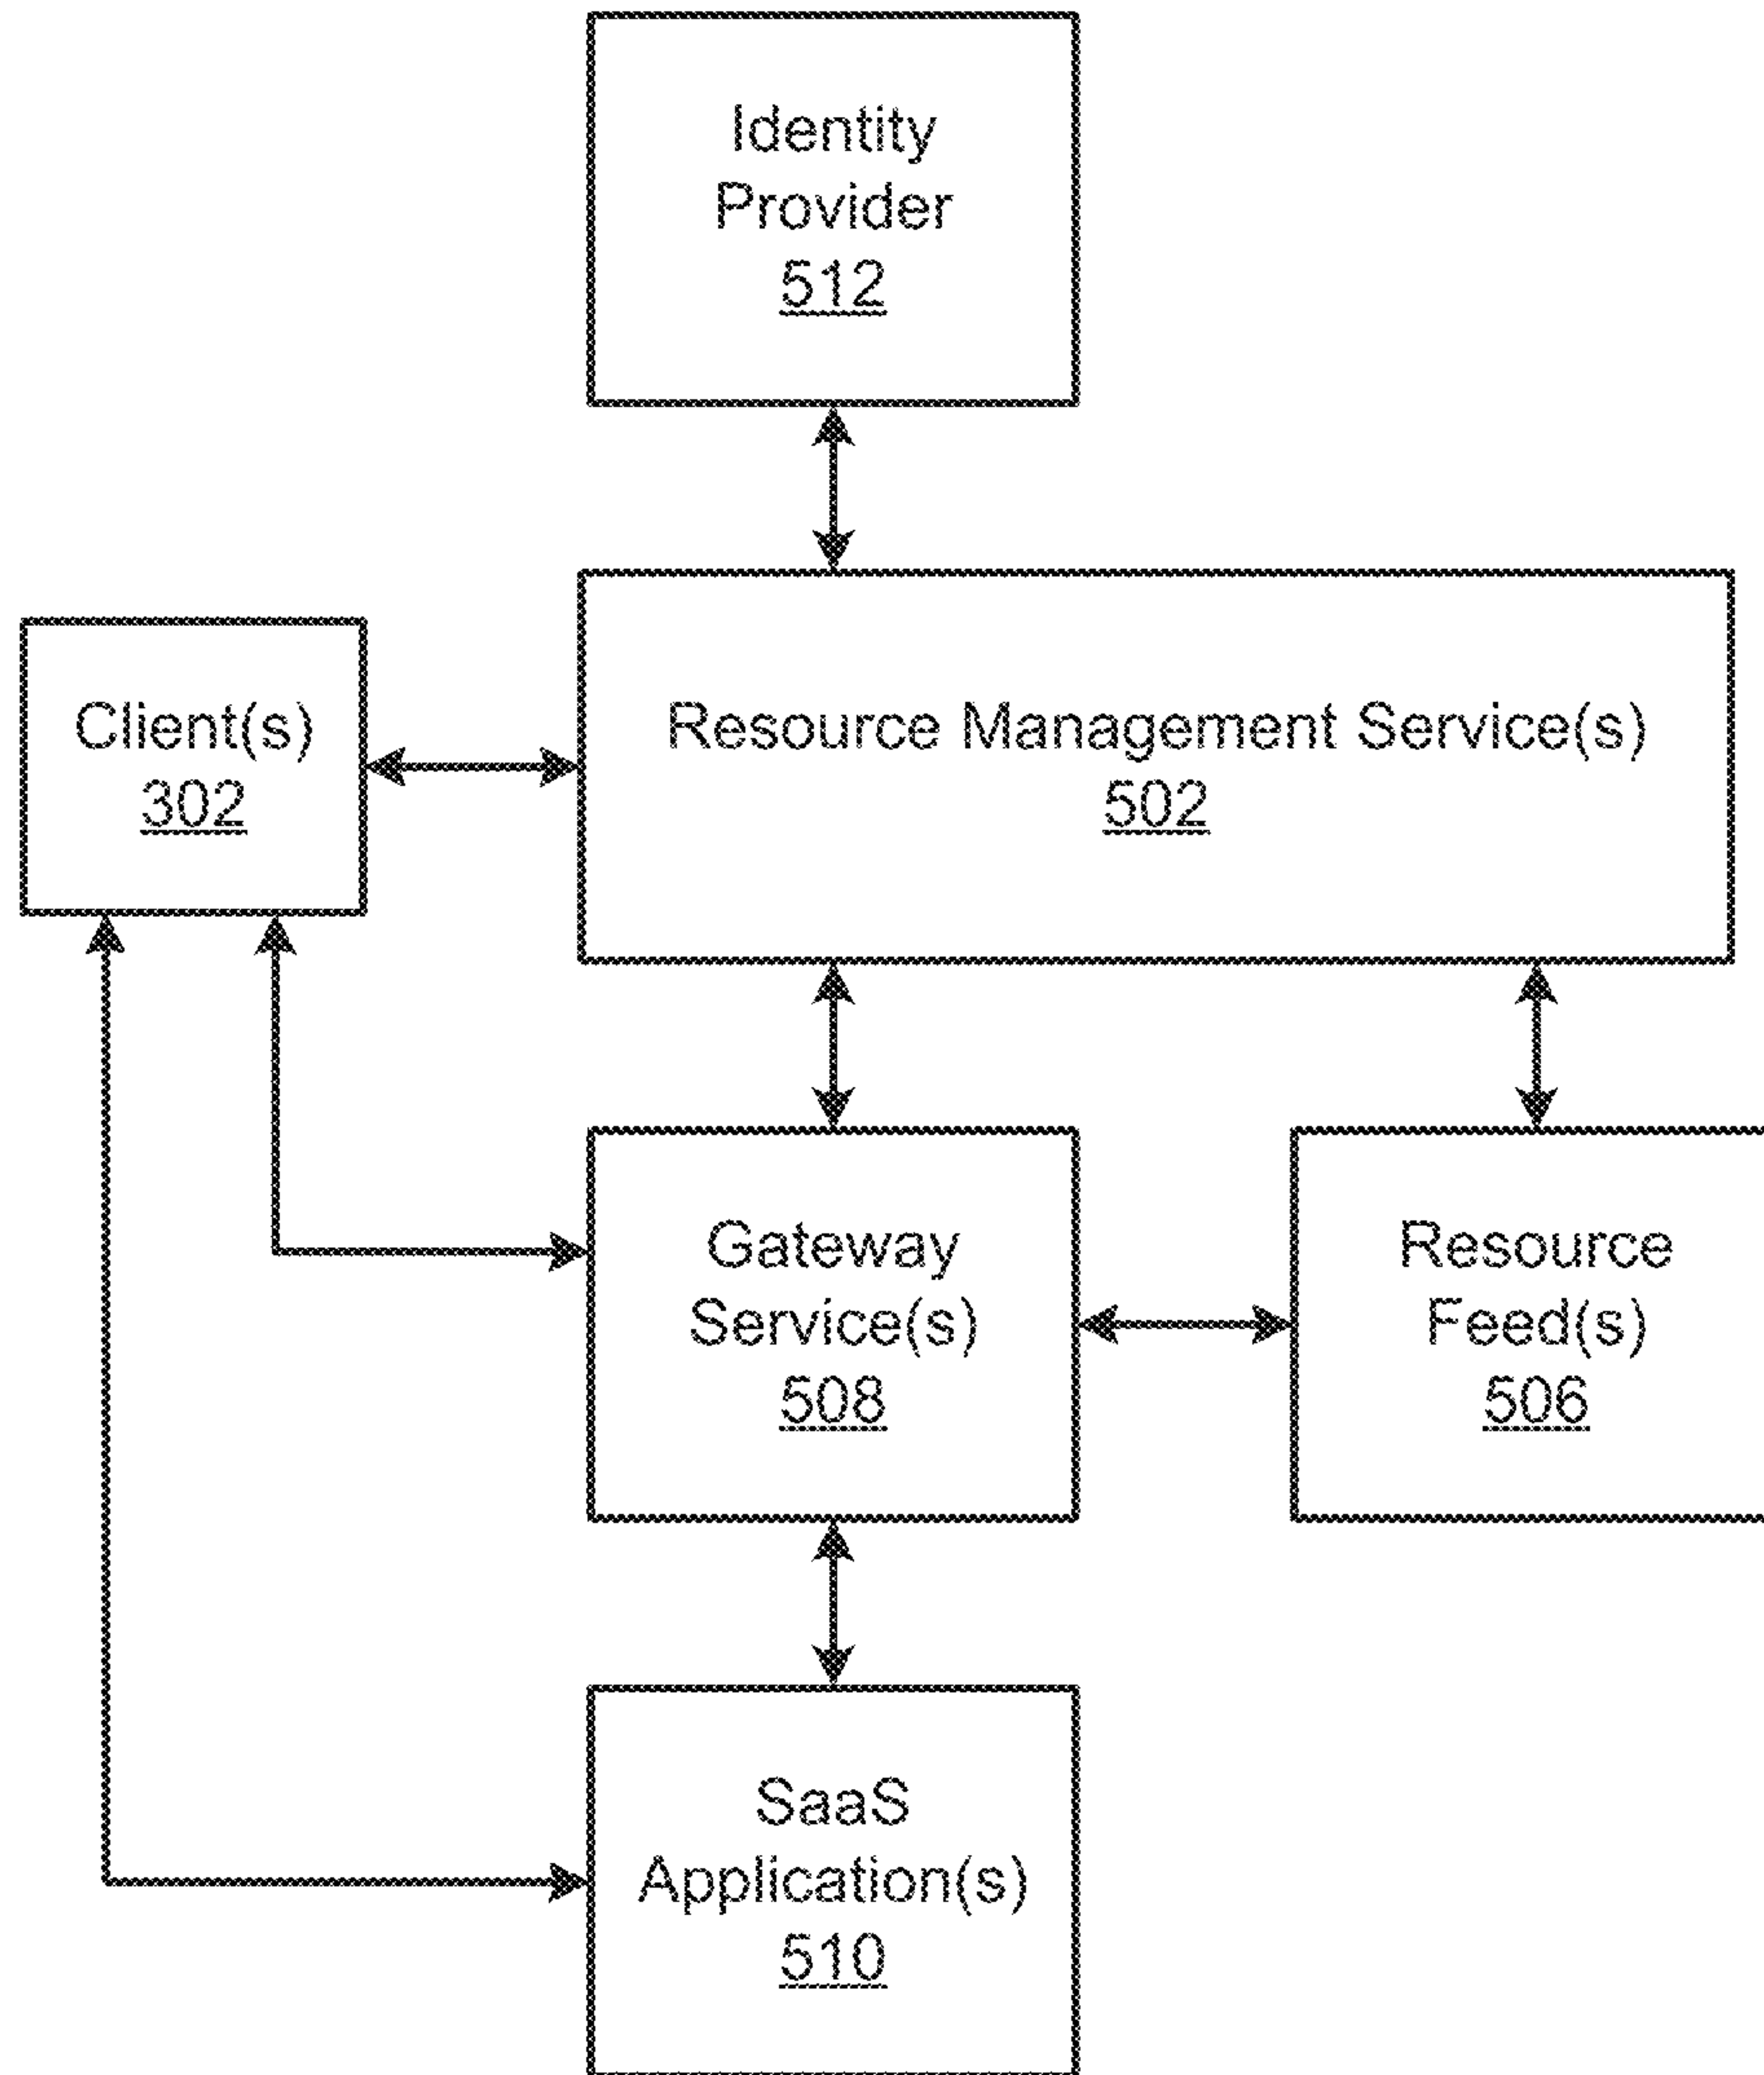 Identity
Provider
512
Client(s)
302
Resource Management Service(s)
502
Gateway
Service(s)
508
Resource
Feed(s)
506
SaaS
Application(s)
510